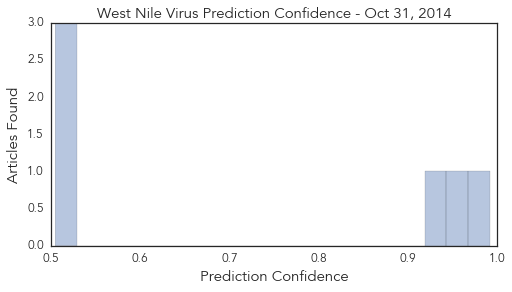 West Nile Virus Prediction Confidence - Oct 31, 2014
3.0
2.5
2.0
1.5
1.0
0.5
0.0
Articles Found
0.5 0.6 0.7 0.8 0.9 1.0
Prediction Confidence